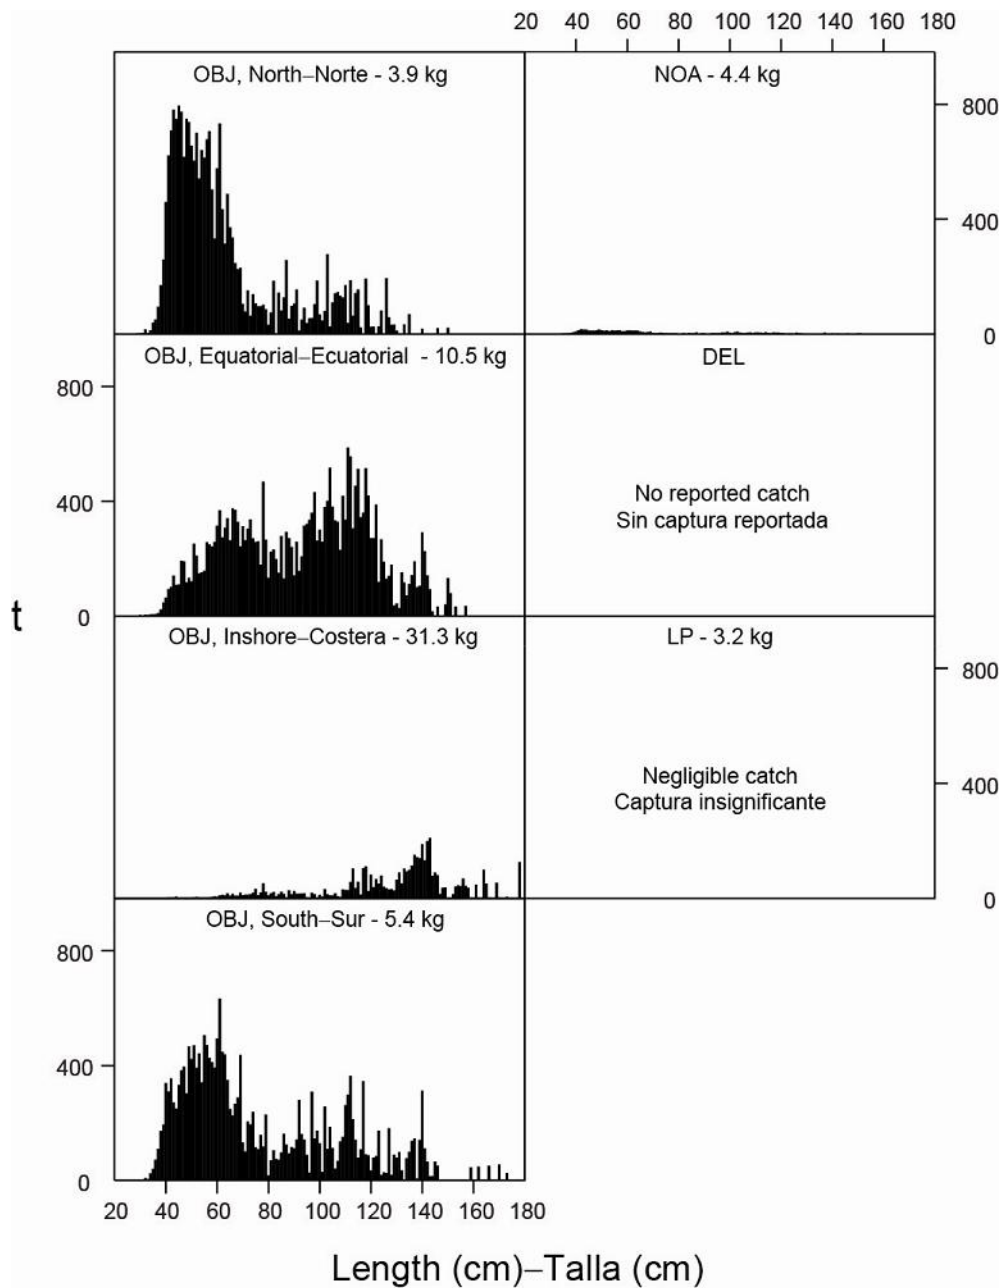 20 40 60 80 100 120 140 160 180
OBJ, North–Norte - 3.9 kg
NOA - 4.4 kg
800
400
0
OBJ, Equatorial–Ecuatorial - 10.5 kg
DEL
800
400
0
No reported catch
Sin captura reportada
t
OBJ, Inshore–Costera - 31.3 kg
LP - 3.2 kg
800
400
0
Negligible catch
Captura insignificante
OBJ, South–Sur - 5.4 kg
800
400
0
20 40 60 80 100 120 140 160 180
Length (cm)–Talla (cm)